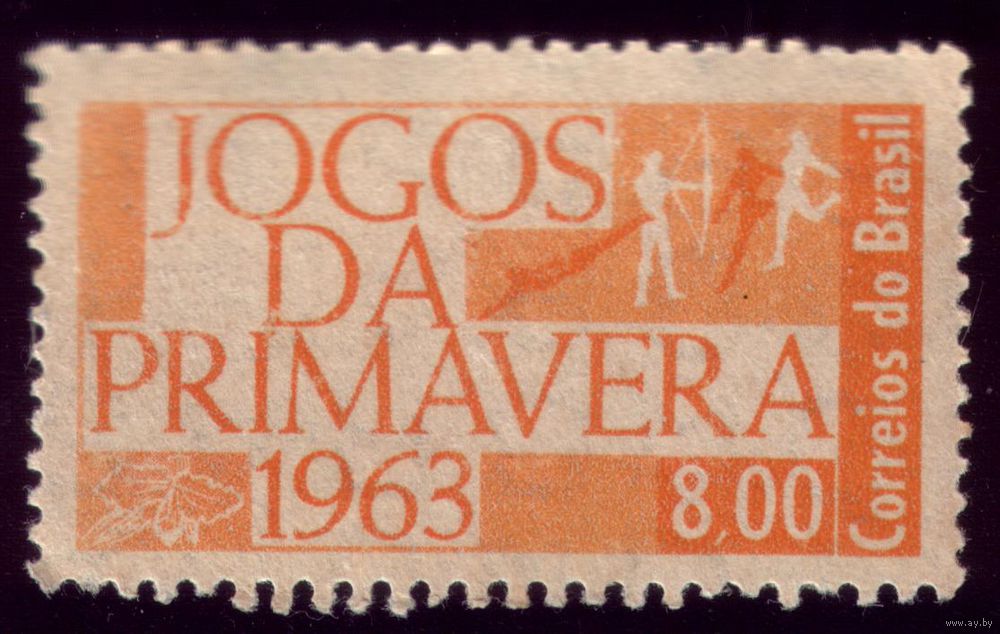 JOGOS
DA
PRIMAVERA
1963
8,00
Correios do Brasil
www.ay.by